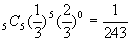 ₅C₅(1/3)⁵(2/3)⁰ = 1/243